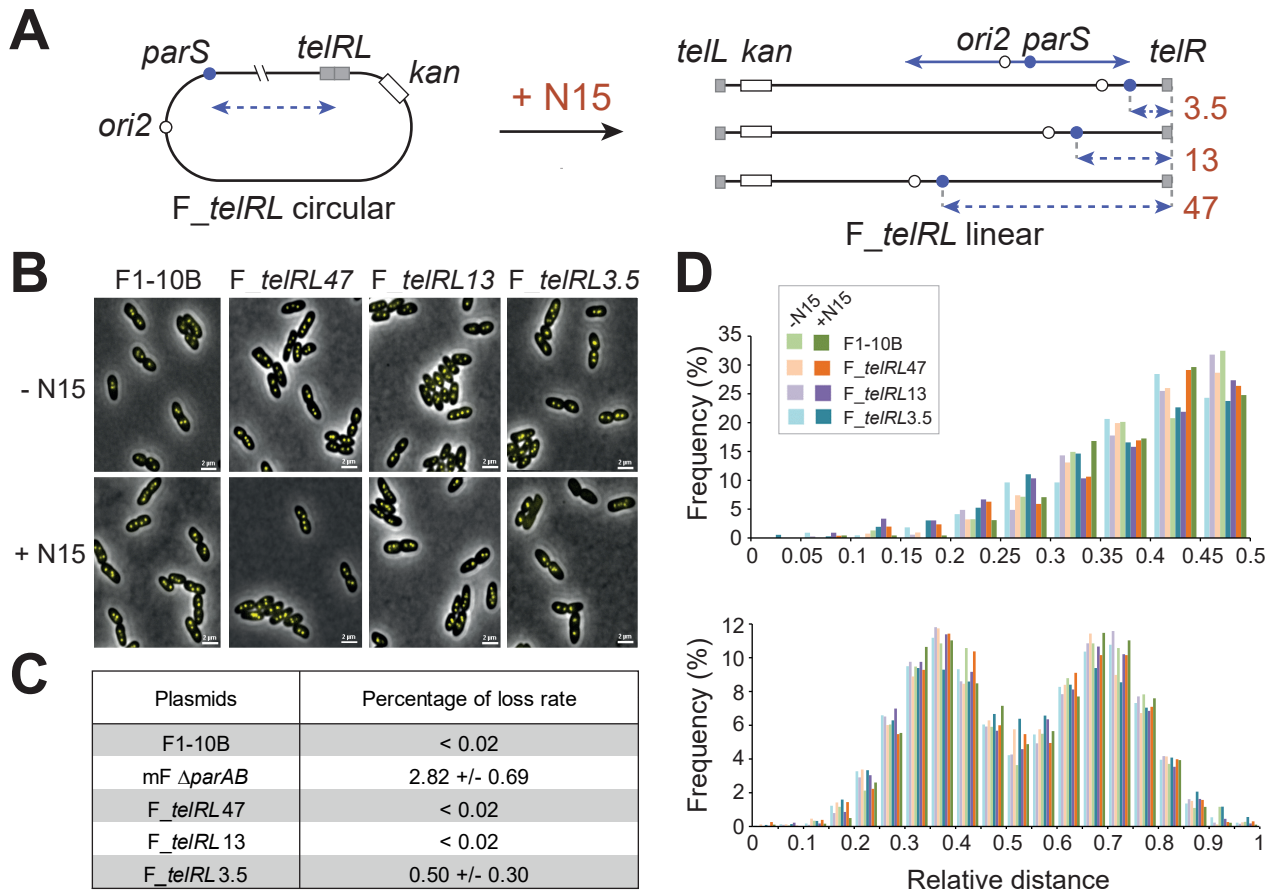 A
parS
telRL
kan
ori2
F_telRL circular
+ N15
telL kan
ori2 parS
telR
3.5
13
47
F_telRL linear
B
F1-10B F_telRL47 F_telRL13 F_telRL3.5
- N15
2 µm 2 µm 2 µm 2 µm
+ N15
2 µm 2 µm 2 µm 2 µm
C
Plasmids Percentage of loss rate
F1-10B < 0.02
mF ΔparAB 2.82 +/- 0.69
F_telRL47 < 0.02
F_telRL13 < 0.02
F_telRL3.5 0.50 +/- 0.30
D
-N15 +N15
F1-10B
F_telRL47
F_telRL13
F_telRL3.5
Frequency (%)
35
30
25
20
15
10
5
0
0 0.05 0.1 0.15 0.2 0.25 0.3 0.35 0.4 0.45 0.5
Frequency (%)
12
10
8
6
4
2
0
0 0.1 0.2 0.3 0.4 0.5 0.6 0.7 0.8 0.9 1
Relative distance